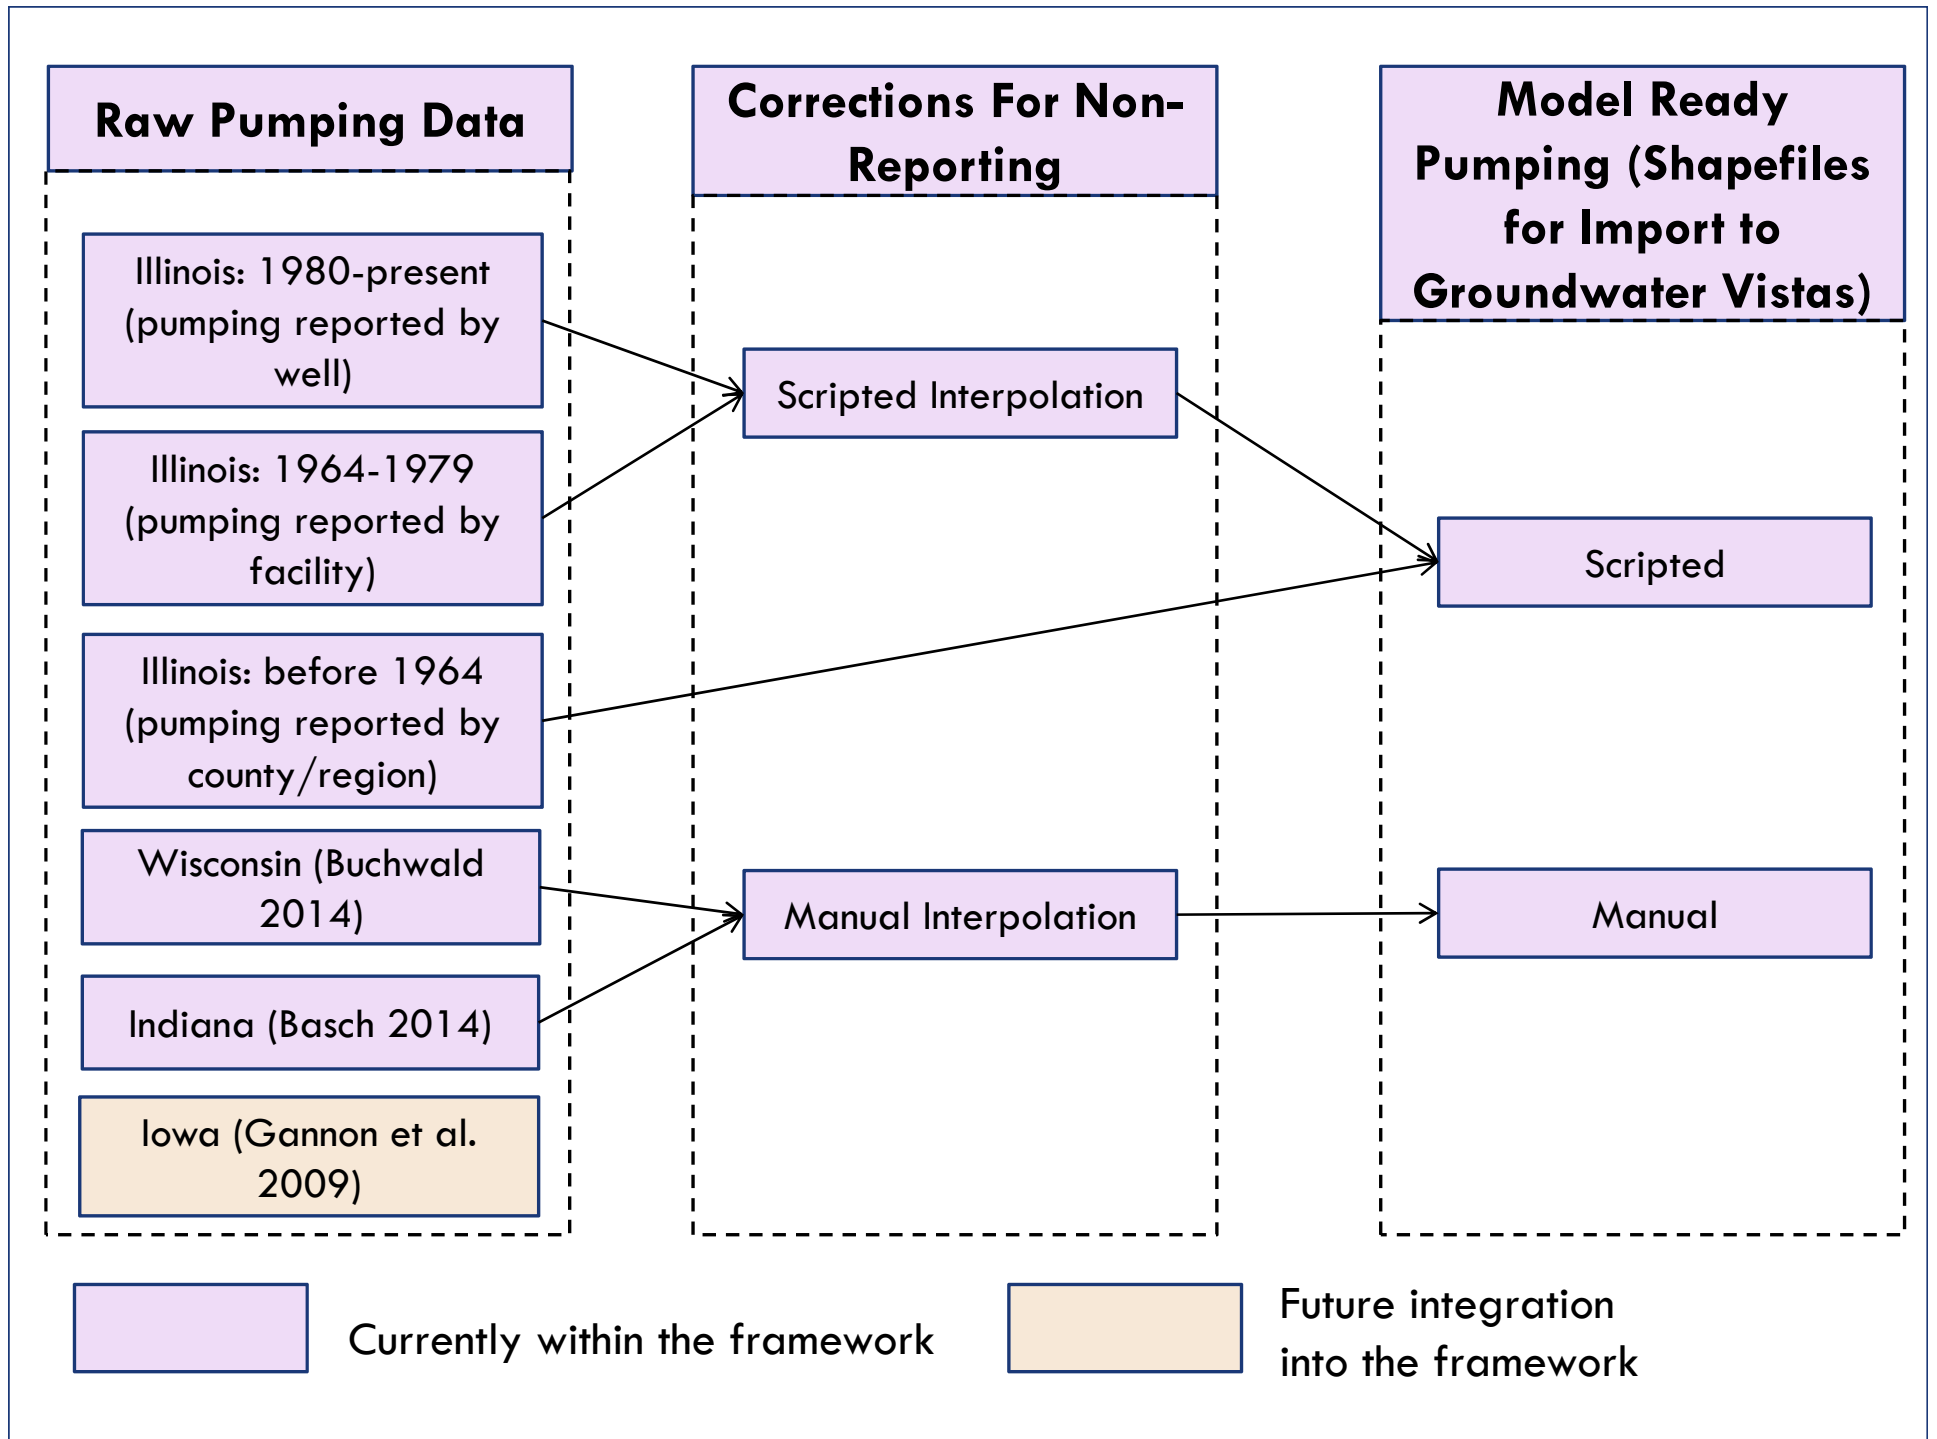 Raw Pumping Data
Illinois: 1980-present
(pumping reported by
well)
Illinois: 1964-1979
(pumping reported by
facility)
Illinois: before 1964
(pumping reported by
county/region)
Wisconsin (Buchwald
2014)
Indiana (Basch 2014)
Iowa (Gannon et al.
2009)
Corrections For Non-
Reporting
Scripted Interpolation
Manual Interpolation
Model Ready
Pumping (Shapefiles
for Import to
Groundwater Vistas)
Scripted
Manual
Currently within the framework
Future integration
into the framework